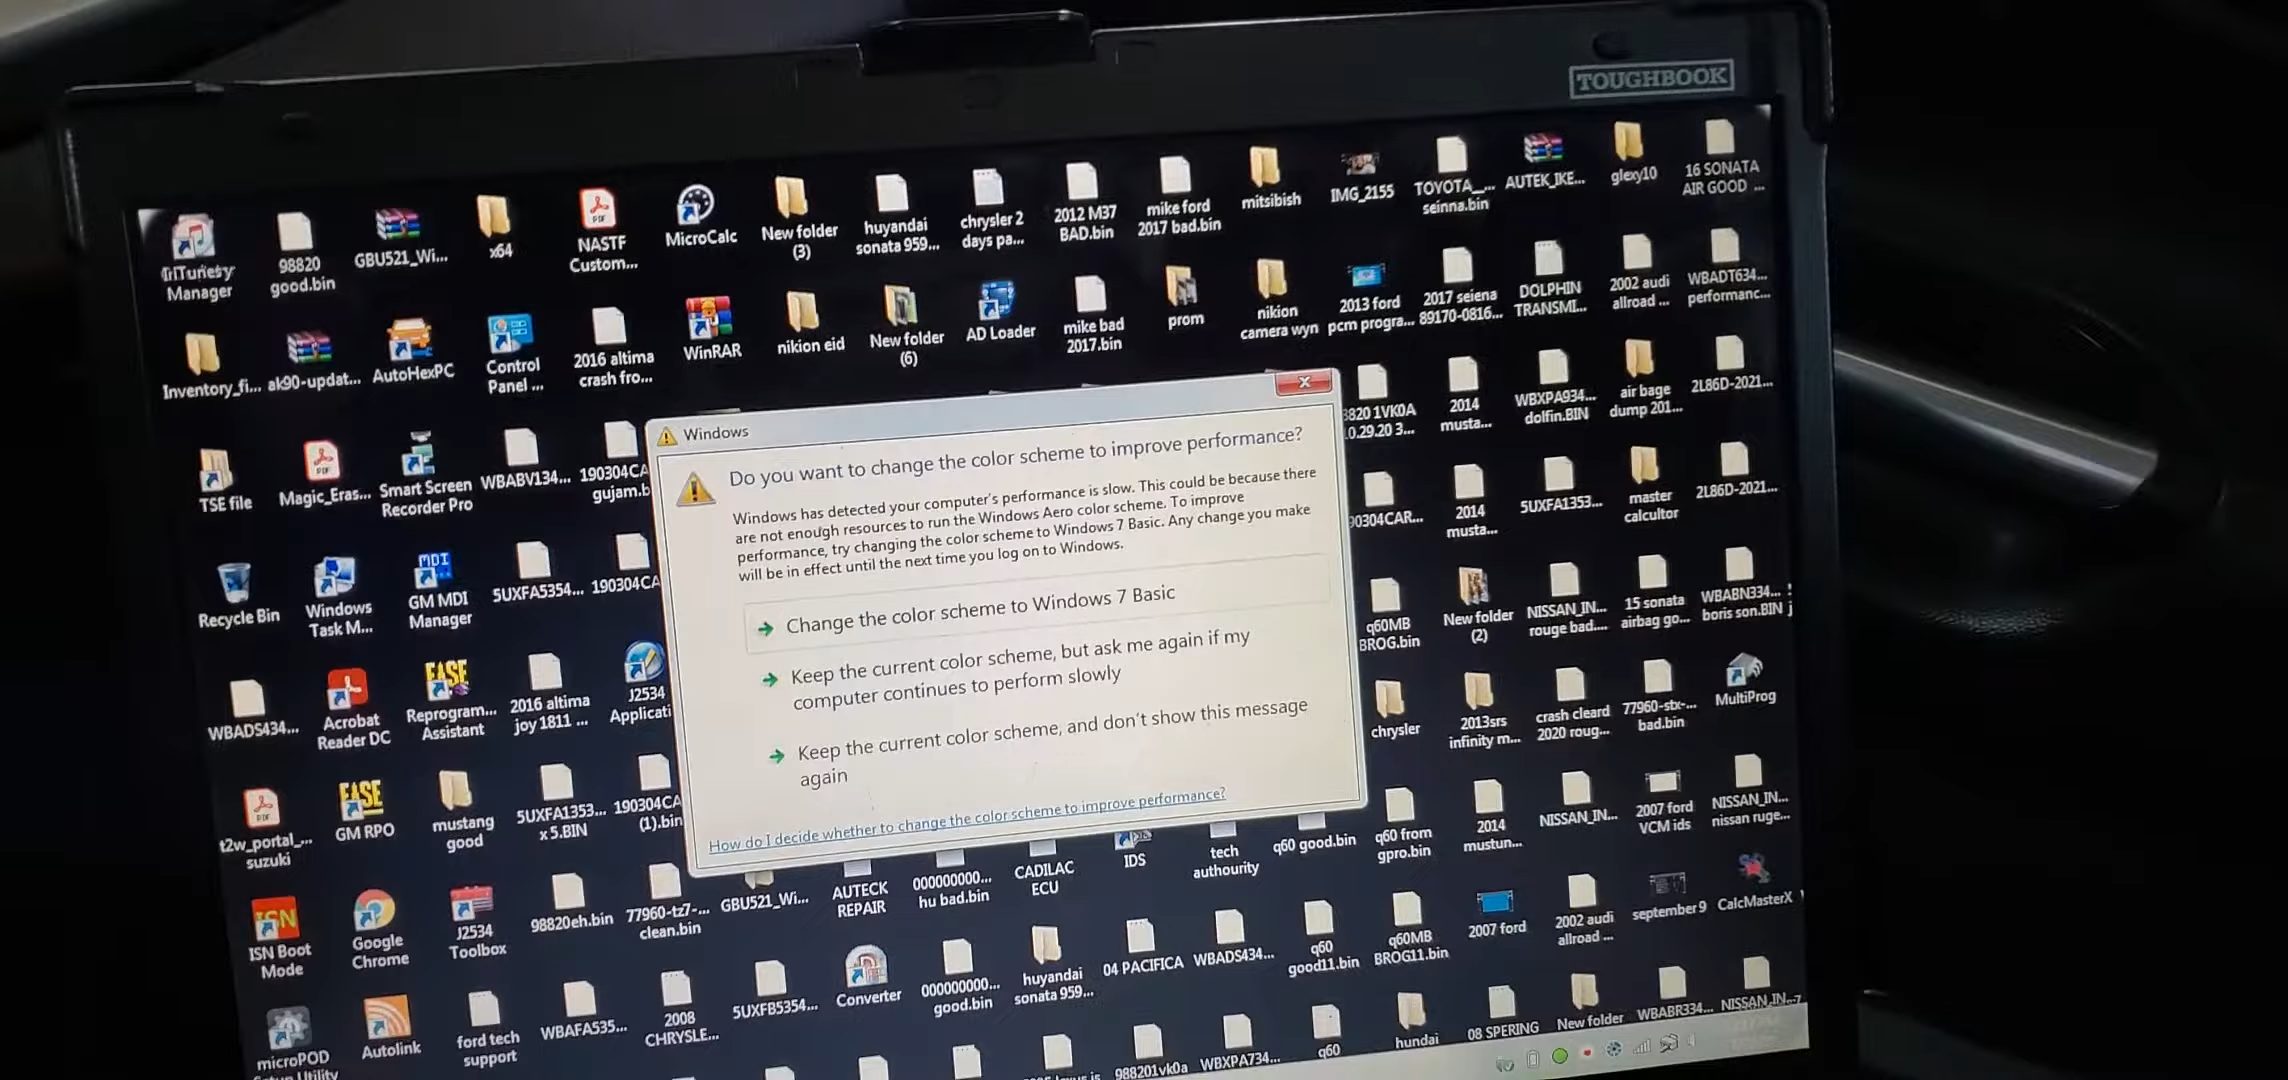 TOUGHBOOK
Manager
98820
good.bin
GBU521_Wi...
x64
NASTF
Custom...
MicroCalc
New folder
(3)
huyandai
sonata 959...
chrysler 2
days pa...
2012 M37
BAD.bin
mike ford
2017 bad.bin
mitsibish
IMG_2155
TOYOTA__...
seinna.bin
AUTEK_IKE...
glexy10
16 SONATA
AIR GOOD ...
Inventory_fi...
ak90-updat...
AutoHexPC
Control
Panel ...
2016 altima
crash fro...
WinRAR
nikion eid
New folder
(6)
AD Loader
mike bad
2017.bin
prom
nikion
camera wyn
2013 ford
pcm progra...
2017 seiena
89170-0816...
DOLPHIN
TRANSMI...
2002 audi
allroad ...
WBADT634...
performanc...
TSE file
Magic_Eras...
Smart Screen
Recorder Pro
WBABV134...
190304CA
gujam.b
3820 1VK0A
.0.29.20 3...
2014
musta...
WBXPA934...
dolfin.BIN
air bage
dump 201...
2L86D-2021...
Windows
Do you want to change the color scheme to improve performance?
Windows has detected your computer's performance is slow. This could be because there
are not enough resources to run the Windows Aero color scheme. To improve
performance, try changing the color scheme to Windows 7 Basic. Any change you make
will be in effect until the next time you log on to Windows.
Change the color scheme to Windows 7 Basic
Keep the current color scheme, but ask me again if my
computer continues to perform slowly
Keep the current color scheme, and don't show this message
again
How do I decide whether to change the color scheme to improve performance?
Recycle Bin
Windows
Task M...
MDI
GM MDI
Manager
5UXFA5354...
190304CA
90304CAR...
2014
musta...
5UXFA1353...
master
calcultor
2L86D-2021...
WBADS434...
Acrobat
Reader DC
EASE
Reprogram...
Assistant
2016 altima
joy 1811 ...
J2534
Applicati
q60MB
BROG.bin
New folder
(2)
NISSAN_IN...
rouge bad....
15 sonata
airbag go...
WBABN334...
boris son.BIN
t2w_portal_...
suzuki
EASE
GM RPO
mustang
good
5UXFA1353...
x 5.BIN
190304CA
(1).bin
chrysler
2013srs
infinity m...
crash cleard
2020 roug...
77960-stx-...
bad.bin
MultiProg
ISN
ISN Boot
Mode
Google
Chrome
J2534
Toolbox
98820eh.bin
77960-tz7-...
clean.bin
GBU521_Wi...
AUTECK
REPAIR
000000000...
hu bad.bin
CADILAC
ECU
IDS
tech
authourity
q60 good.bin
q60 from
gpro.bin
2014
mustun...
NISSAN_IN...
2007 ford
VCM ids
NISSAN_IN...
nissan ruge...
microPOD
Autolink
ford tech
support
WBAFA535...
2008
CHRYSLE...
5UXFB5354...
Converter
000000000...
good.bin
huyandai
sonata 959...
04 PACIFICA
WBADS434...
q60
good11.bin
q60MB
BROG11.bin
2007 ford
2002 audi
allroad ...
september9
CalcMasterX
988201vk0a
WBXPA734...
q60
hundai
08 SPERING
New folder
WBABR334...